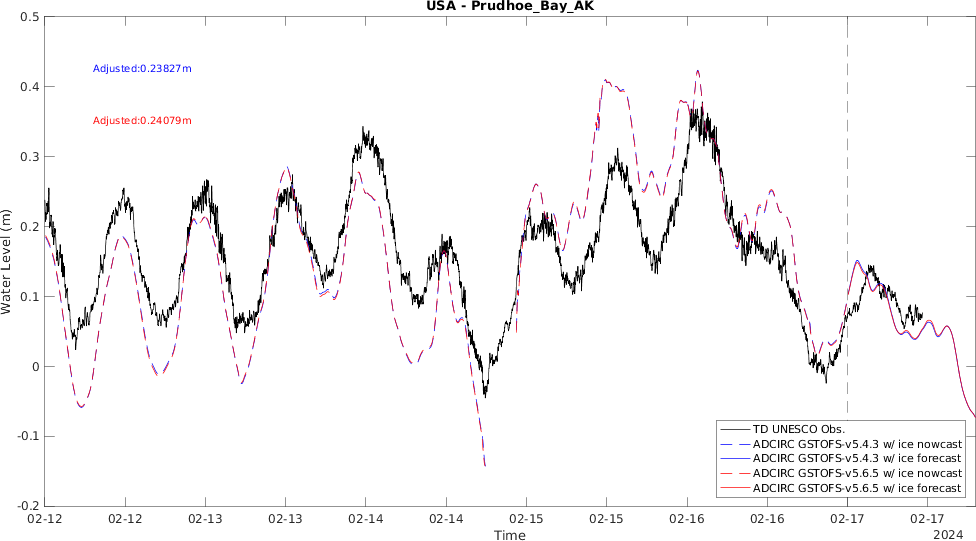 USA - Prudhoe_Bay_AK
0.5
Adjusted:0.23827m
0.4
Adjusted:0.24079m
0.3
0.2
Water Level (m)
0.1
0
-0.1
-0.2
TD UNESCO Obs.
ADCIRC GSTOFS-v5.4.3 w/ ice nowcast
ADCIRC GSTOFS-v5.4.3 w/ ice forecast
ADCIRC GSTOFS-v5.6.5 w/ ice nowcast
ADCIRC GSTOFS-v5.6.5 w/ ice forecast
02-12 02-12 02-13 02-13 02-14 02-14 02-15 02-15 02-16 02-16 02-17 02-17
Time
2024